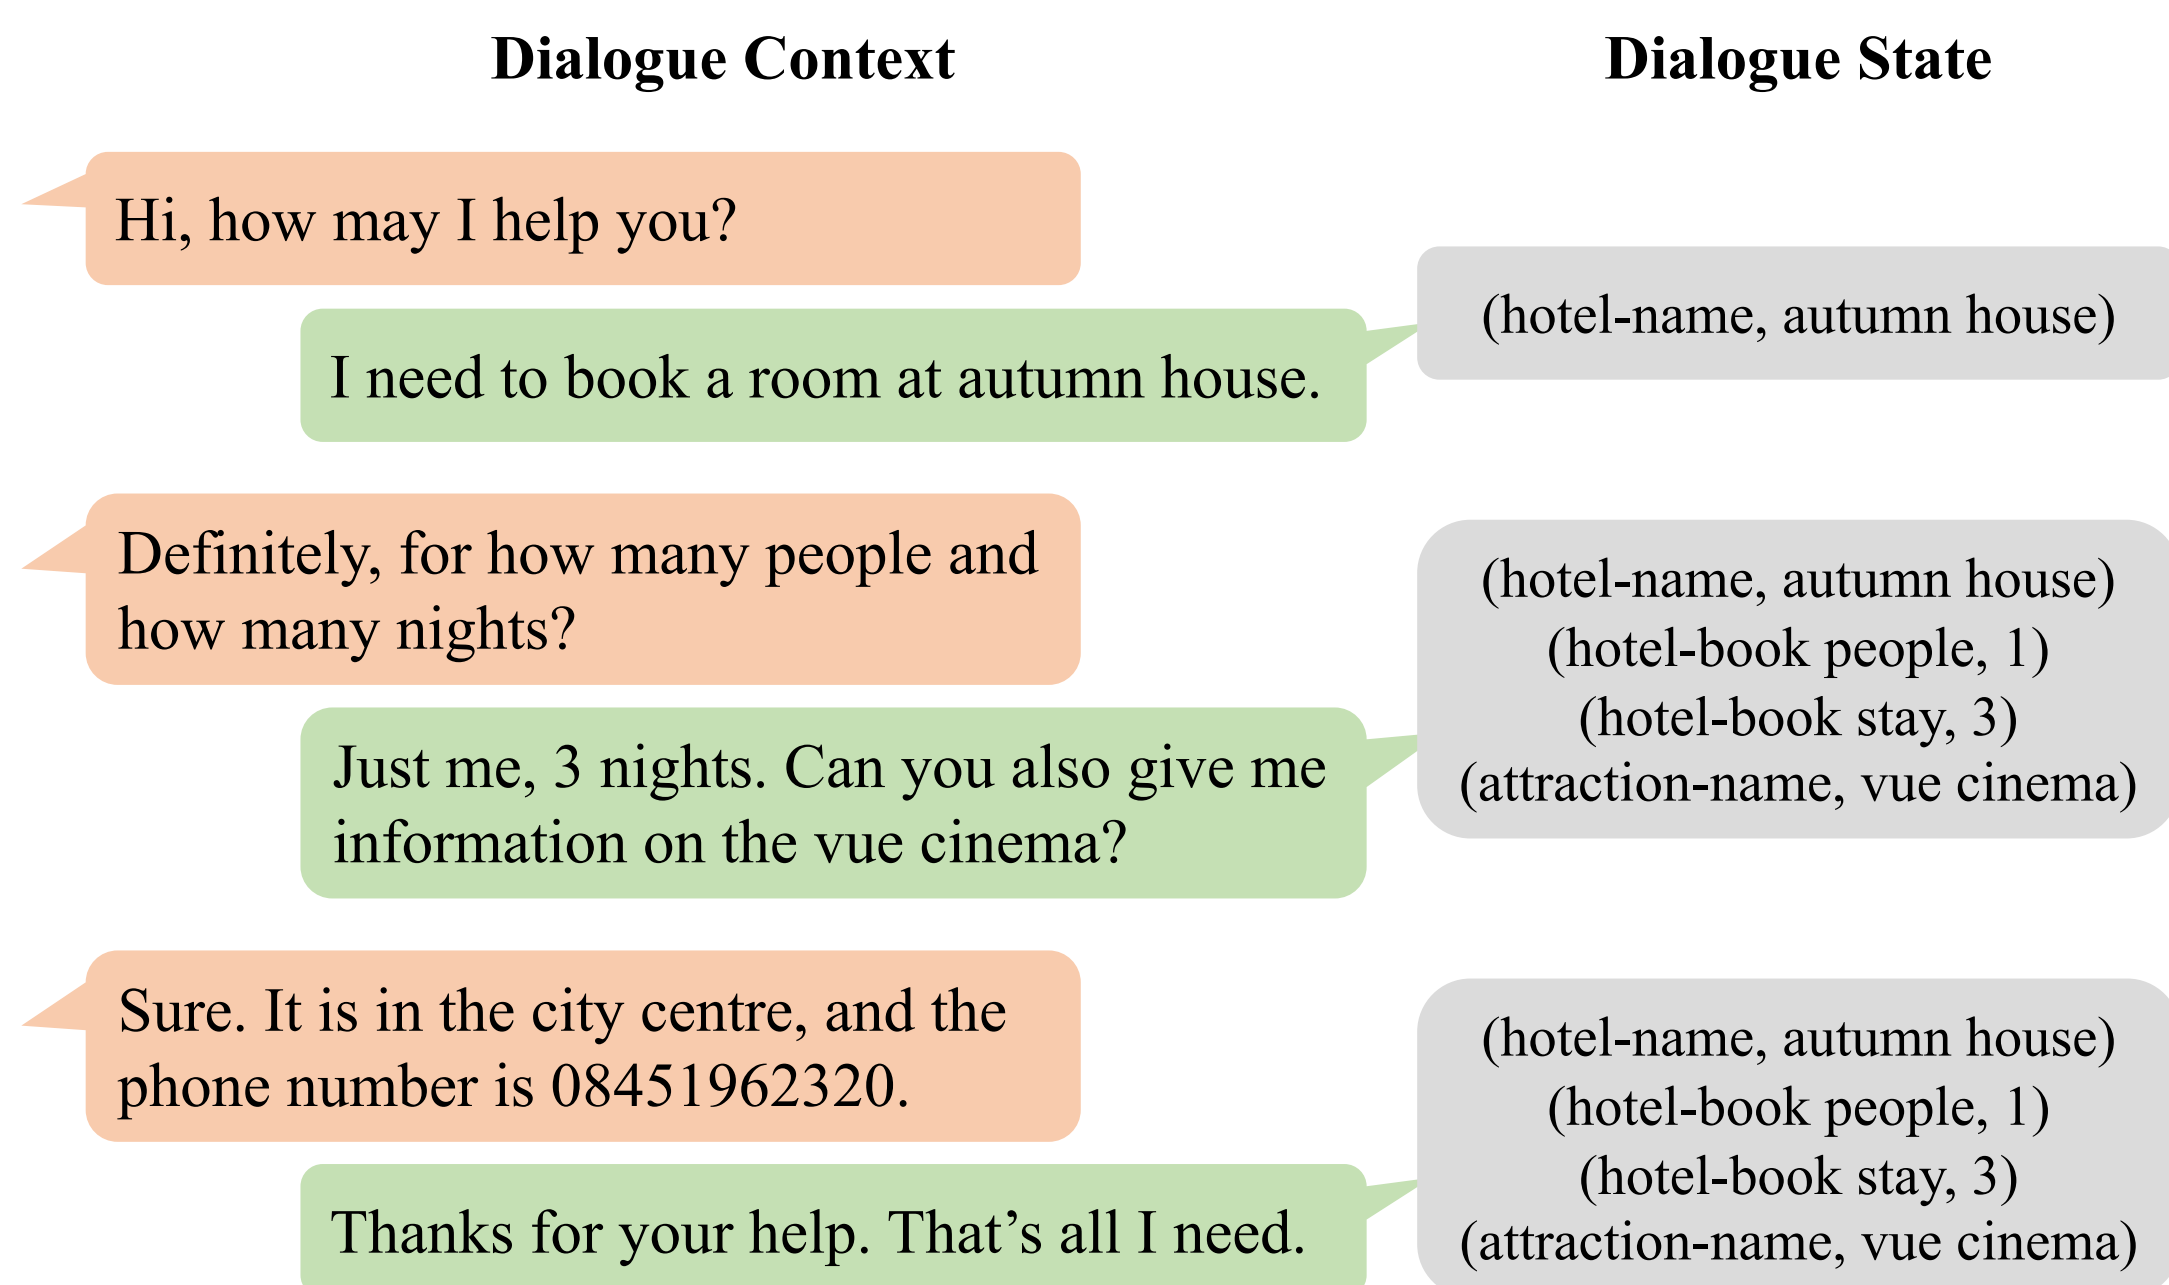 Dialogue Context
Dialogue State
Hi, how may I help you?
I need to book a room at autumn house.
(hotel-name, autumn house)
Definitely, for how many people and
how many nights?
Just me, 3 nights. Can you also give me
information on the vue cinema?
(hotel-name, autumn house)
(hotel-book people, 1)
(hotel-book stay, 3)
(attraction-name, vue cinema)
Sure. It is in the city centre, and the
phone number is 08451962320.
Thanks for your help. That’s all I need.
(hotel-name, autumn house)
(hotel-book people, 1)
(hotel-book stay, 3)
(attraction-name, vue cinema)